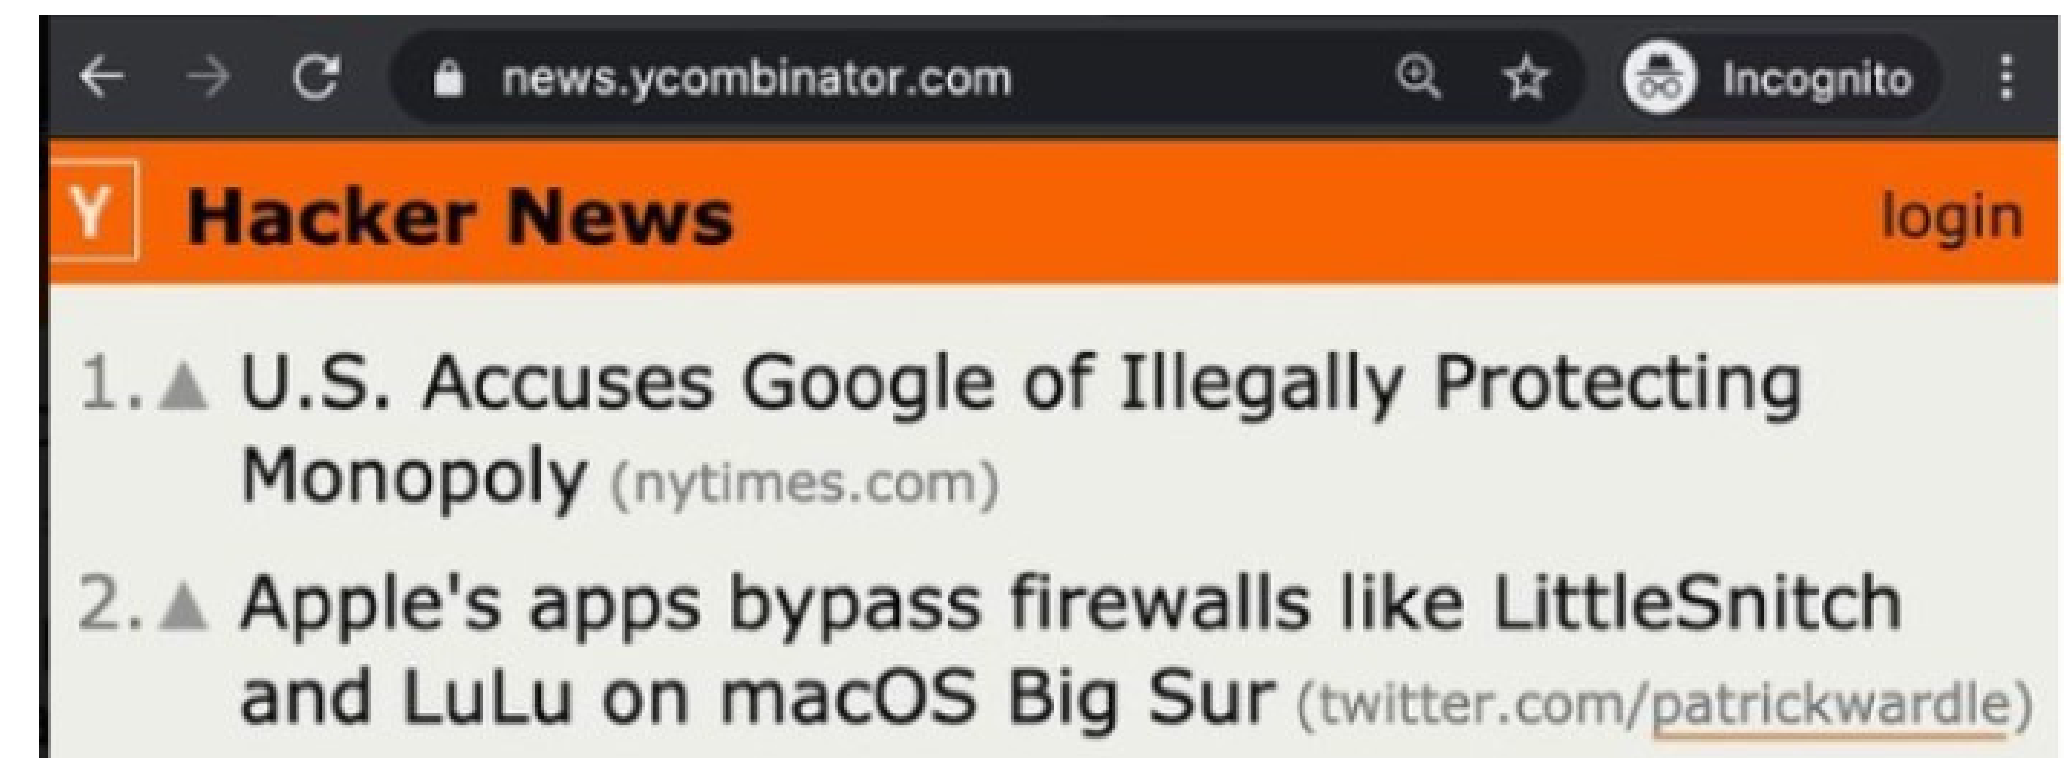 news.ycombinator.com Incognito
Y Hacker News login
1. U.S. Accuses Google of Illegally Protecting
Monopoly (nytimes.com)
2. Apple's apps bypass firewalls like LittleSnitch
and LuLu on macOS Big Sur (twitter.com/patrickwardle)